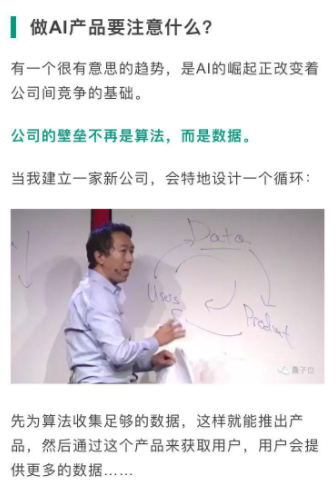 做AI产品要注意什么?
有一个很有意思的趋势，是AI的崛起正改变着
公司间竞争的基础。
公司的壁垒不再是算法，而是数据。
当我建立一家新公司，会特地设计一个循环：
Data
Users
Product
量子位
先为算法收集足够的数据，这样就能推出产
品，然后通过这个产品来获取用户，用户会提
供更多的数据……